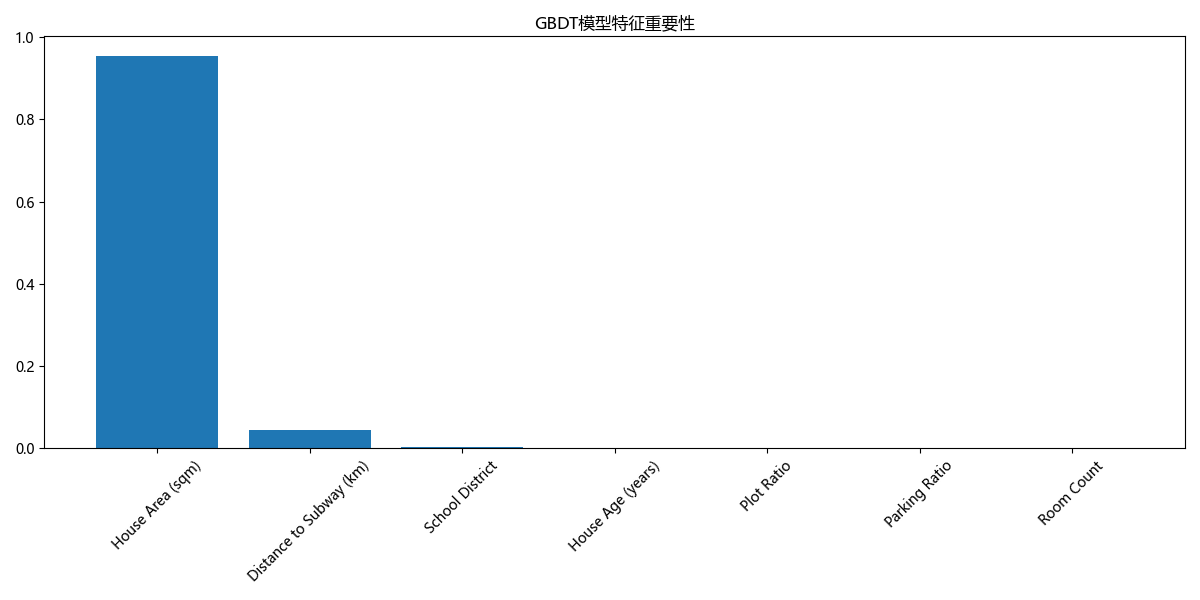 GBDT模型特征重要性
1.0
0.8
0.6
0.4
0.2
0.0
House Area (sqm)
Distance to Subway (km)
School District
House Age (years)
Plot Ratio
Parking Ratio
Room Count